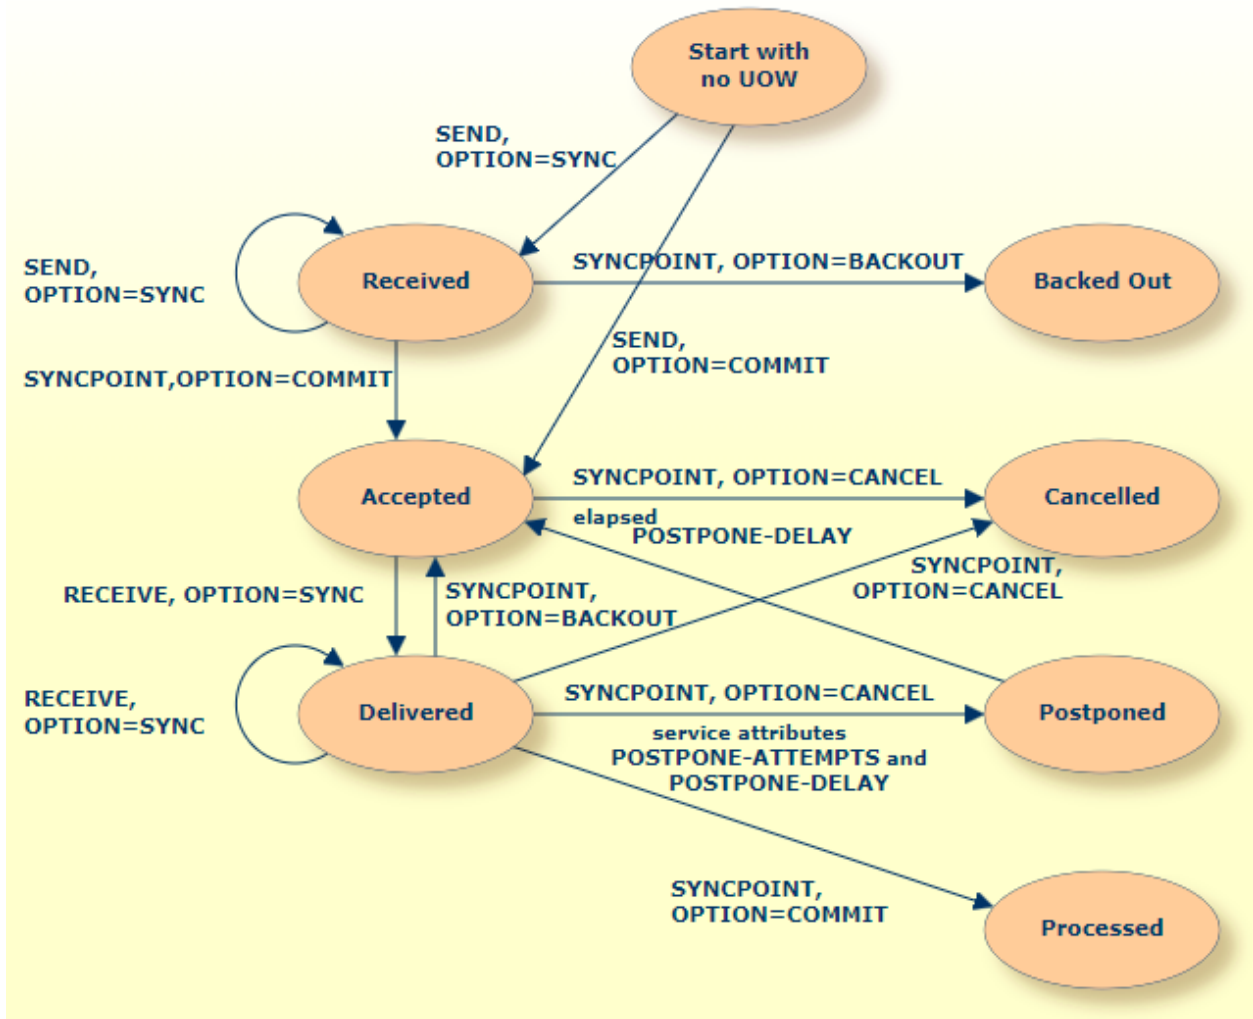 Start with
no UOW
SEND,
OPTION=SYNC
SEND,
OPTION=SYNC
Received
SYNCPOINT, OPTION=BACKOUT
Backed Out
SYNCPOINT,OPTION=COMMIT
SEND,
OPTION=COMMIT
Accepted
SYNCPOINT, OPTION=CANCEL
Cancelled
elapsed
POSTPONE-DELAY
RECEIVE, OPTION=SYNC
SYNCPOINT,
OPTION=BACKOUT
SYNCPOINT,
OPTION=CANCEL
RECEIVE,
OPTION=SYNC
Delivered
SYNCPOINT, OPTION=CANCEL
Postponed
service attributes
POSTPONE-ATTEMPTS and
POSTPONE-DELAY
SYNCPOINT,
OPTION=COMMIT
Processed